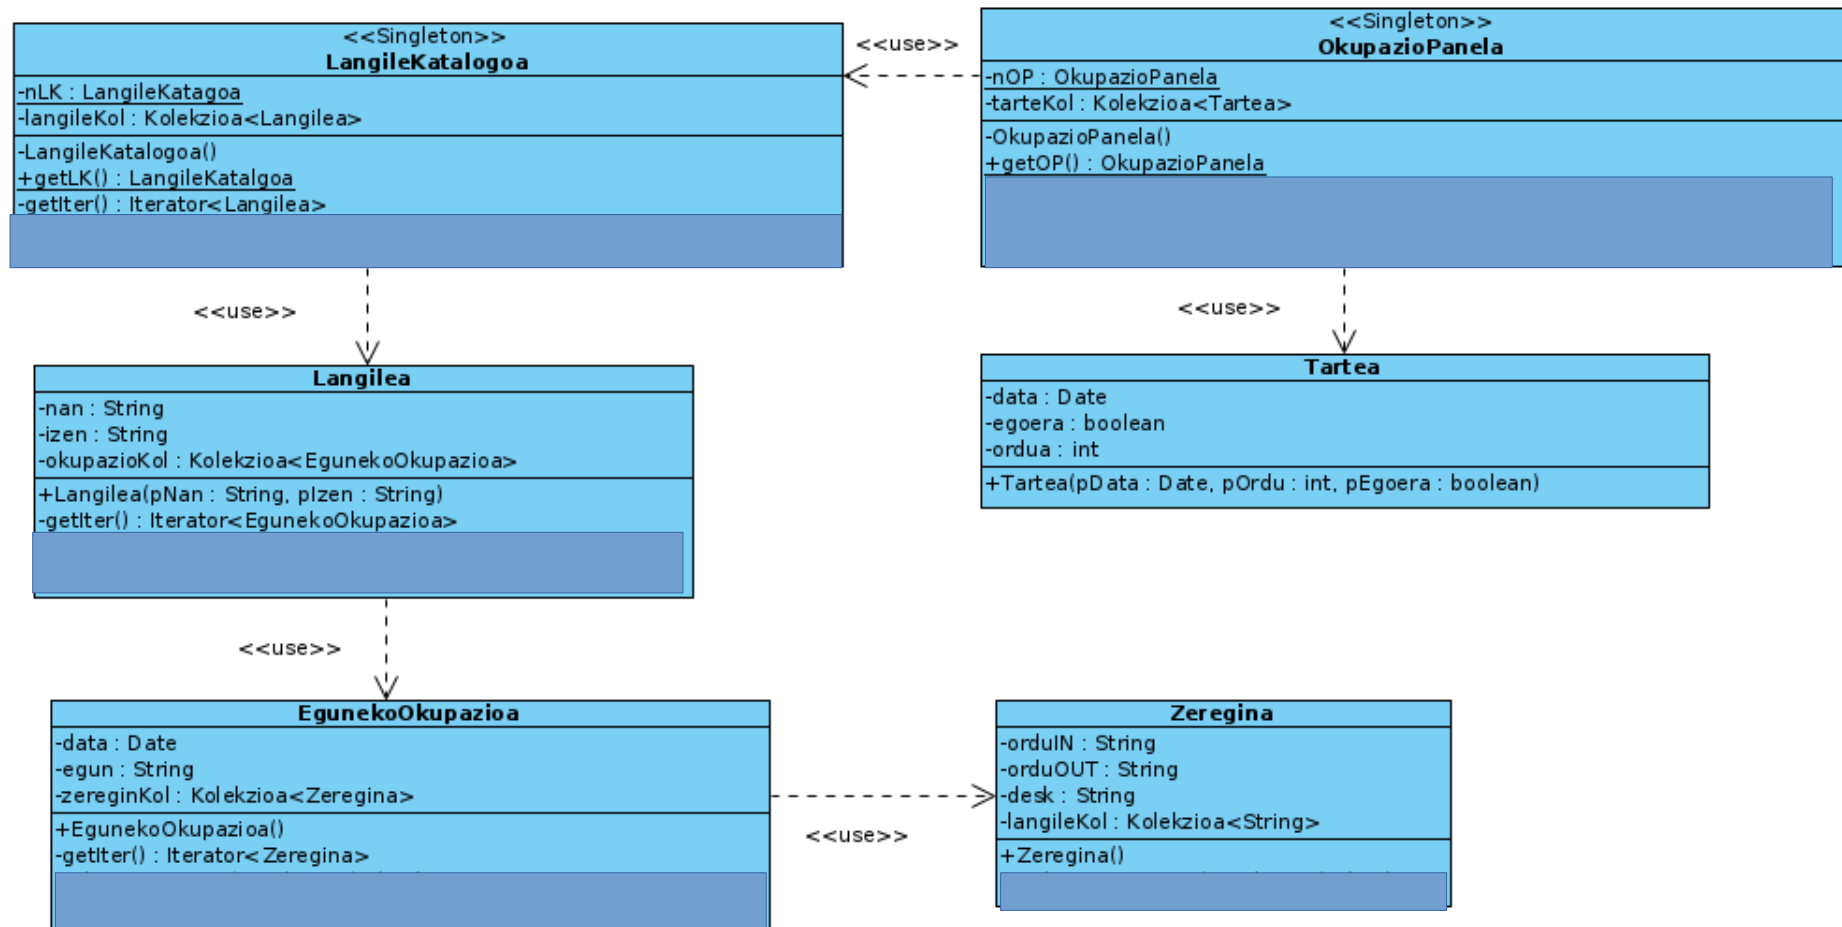 <<Singleton>>
LangileKatalogoa
-nLK : LangileKatagoa
-langileKol : Kolekzioa<Langilea>
-LangileKatalogoa()
+getLK() : LangileKatalgoa
-getIter() : Iterator<Langilea>
<<use>>
<<Singleton>>
OkupazioPanela
-nOP : OkupazioPanela
-tarteKol : Kolekzioa<Tartea>
-OkupazioPanela()
+getOP() : OkupazioPanela
<<use>>
<<use>>
Langilea
-nan : String
-izen : String
-okupazioKol : Kolekzioa<EgunekoOkupazioa>
+Langilea(pNan : String, pIzen : String)
-getIter() : Iterator<EgunekoOkupazioa>
Tartea
-data : Date
-egoera : boolean
-ordua : int
+Tartea(pData : Date, pOrdu : int, pEgoera : boolean)
<<use>>
EgunekoOkupazioa
-data : Date
-egun : String
-zereginKol : Kolekzioa<Zeregina>
+EgunekoOkupazioa()
-getIter() : Iterator<Zeregina>
<<use>>
Zeregina
-orduIN : String
-orduOUT : String
-desk : String
-langileKol : Kolekzioa<String>
+Zeregina()